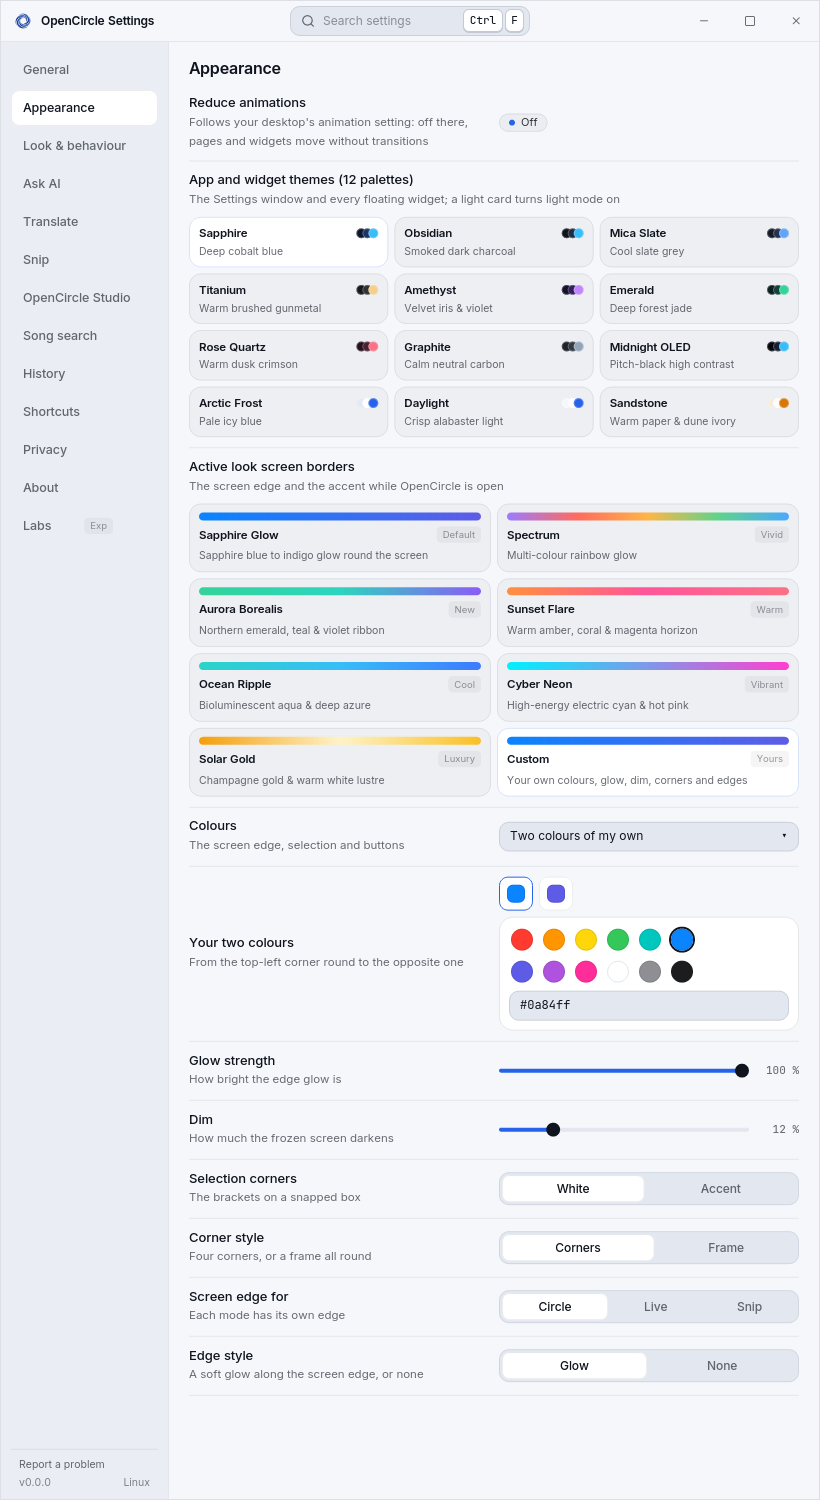 OpenCircle Settings
Search settings
Ctrl F
General
Appearance
Look & behaviour
Ask AI
Translate
Snip
OpenCircle Studio
Song search
History
Shortcuts
Privacy
About
Labs Exp
Report a problem
v0.0.0 Linux
Appearance
Reduce animations
Follows your desktop's animation setting: off there,
pages and widgets move without transitions
Off
App and widget themes (12 palettes)
The Settings window and every floating widget; a light card turns light mode on
Sapphire
Deep cobalt blue
Obsidian
Smoked dark charcoal
Mica Slate
Cool slate grey
Titanium
Warm brushed gunmetal
Amethyst
Velvet iris & violet
Emerald
Deep forest jade
Rose Quartz
Warm dusk crimson
Graphite
Calm neutral carbon
Midnight OLED
Pitch-black high contrast
Arctic Frost
Pale icy blue
Daylight
Crisp alabaster light
Sandstone
Warm paper & dune ivory
Active look screen borders
The screen edge and the accent while OpenCircle is open
Sapphire Glow Default
Sapphire blue to indigo glow round the screen
Spectrum Vivid
Multi-colour rainbow glow
Aurora Borealis New
Northern emerald, teal & violet ribbon
Sunset Flare Warm
Warm amber, coral & magenta horizon
Ocean Ripple Cool
Bioluminescent aqua & deep azure
Cyber Neon Vibrant
High-energy electric cyan & hot pink
Solar Gold Luxury
Champagne gold & warm white lustre
Custom Yours
Your own colours, glow, dim, corners and edges
Colours
The screen edge, selection and buttons
Two colours of my own
Your two colours
From the top-left corner round to the opposite one
#0a84ff
Glow strength
How bright the edge glow is
100 %
Dim
How much the frozen screen darkens
12 %
Selection corners
The brackets on a snapped box
White Accent
Corner style
Four corners, or a frame all round
Corners Frame
Screen edge for
Each mode has its own edge
Circle Live Snip
Edge style
A soft glow along the screen edge, or none
Glow None